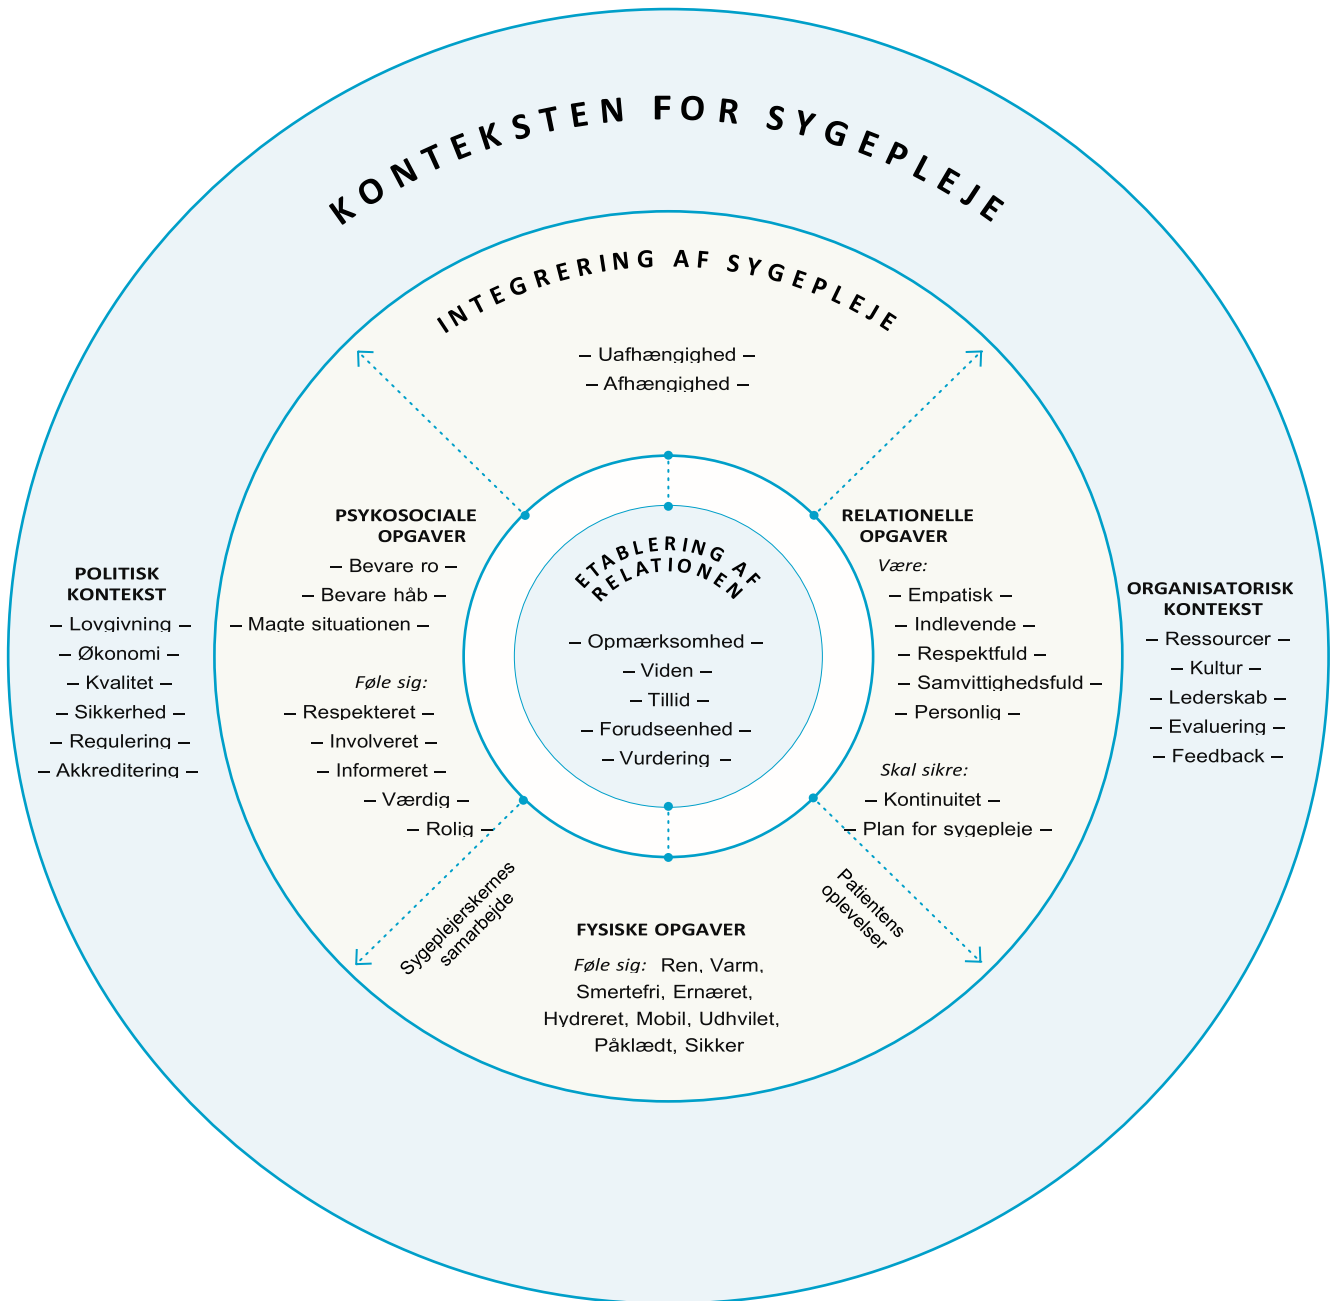 KONTEKSTEN FOR SYGEPLEJE
INTEGRERING AF SYGEPLEJE
– Uafhængighed –
– Afhængighed –
PSYKOSOCIALE
OPGAVER
– Bevare ro –
– Bevare håb –
– Magte situationen –
Føle sig:
– Respekteret –
– Involveret –
– Informeret –
– Værdig –
– Rolig –
ETABLERING AF
RELATIONEN
– Opmærksomhed –
– Viden –
– Tillid –
– Forudseenhed –
– Vurdering –
RELATIONELLE
OPGAVER
Være:
– Empatisk –
– Indlevende –
– Respektfuld –
– Samvittighedsfuld –
– Personlig –
Skal sikre:
– Kontinuitet –
– Plan for sygepleje –
POLITISK
KONTEKST
– Lovgivning –
– Økonomi –
– Kvalitet –
– Sikkerhed –
– Regulering –
– Akkreditering –
ORGANISATORISK
KONTEKST
– Ressourcer –
– Kultur –
– Lederskab –
– Evaluering –
– Feedback –
Sygeplejerskernes
samarbejde
Patientens
oplevelser
FYSISKE OPGAVER
Føle sig: Ren, Varm,
Smertefri, Ernæret,
Hydreret, Mobil, Udhvilet,
Påklædt, Sikker